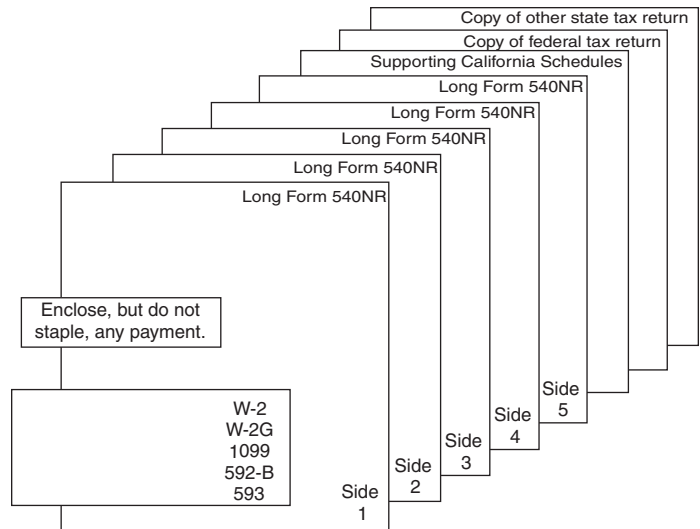 Copy of other state tax return
Copy of federal tax return
Supporting California Schedules
Long Form 540NR
Long Form 540NR
Long Form 540NR
Long Form 540NR
Long Form 540NR
Enclose, but do not
staple, any payment.
W-2
W-2G
1099
592-B
593
Side
1
Side
2
Side
3
Side
4
Side
5